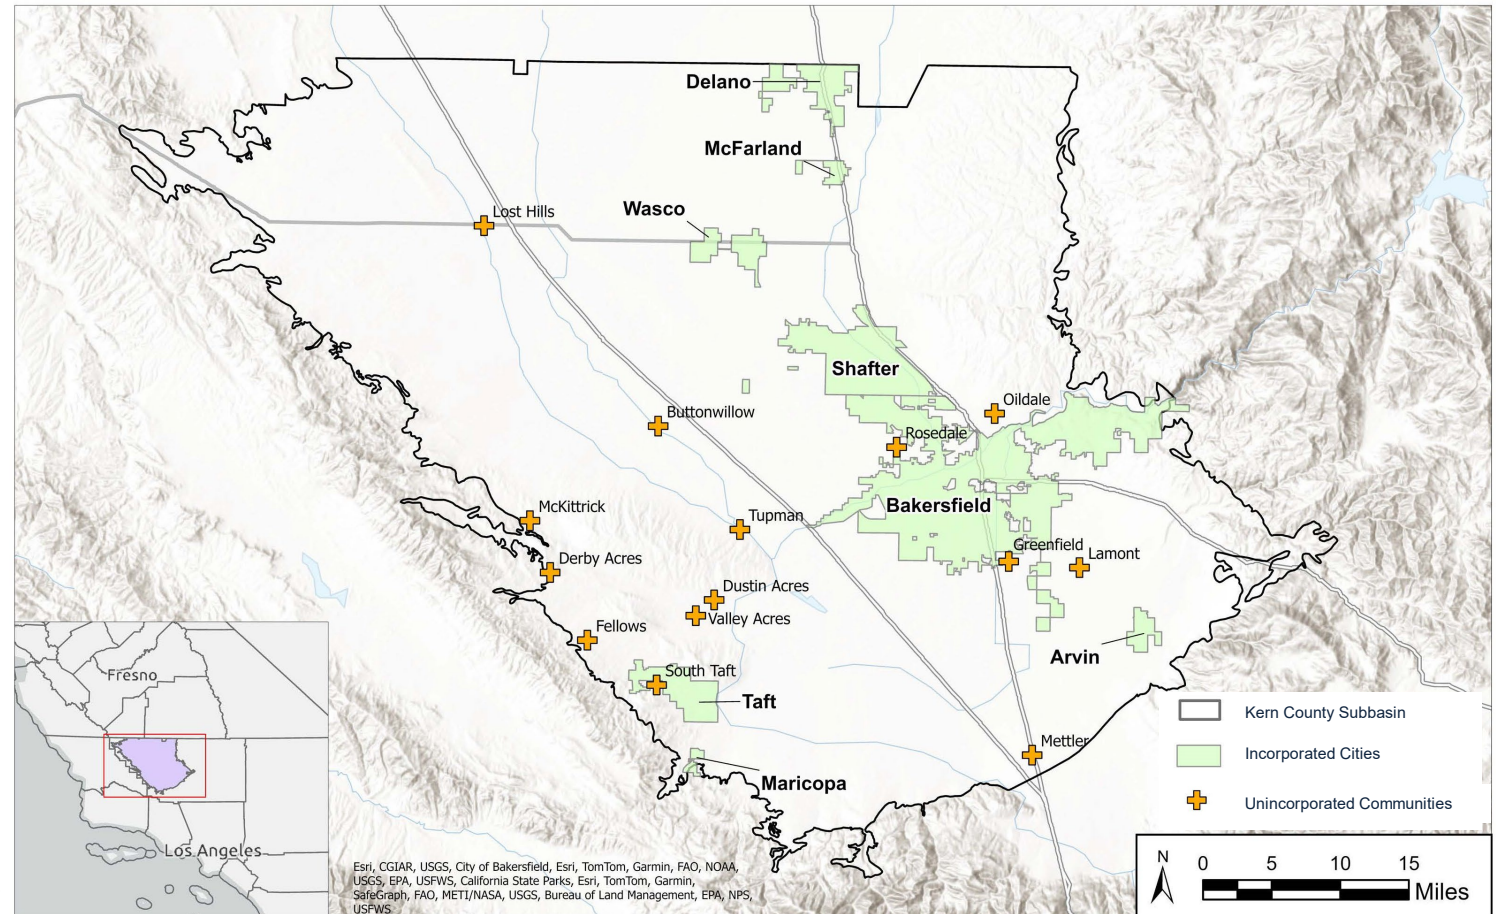 Delano
McFarland
Wasco
Lost Hills
Shafter
Oildale
Buttonwillow
Rosedale
Bakersfield
McKittrick
Tupman
Derby Acres
Greenfield
Lamont
Dustin Acres
Valley Acres
Fellows
Arvin
South Taft
Taft
Mettler
Maricopa
Fresno
Los Angeles
Kern County Subbasin
Incorporated Cities
Unincorporated Communities
N
0 5 10 15
Miles
Esri, CGIAR, USGS, City of Bakersfield, Esri, TomTom, Garmin, FAO, NOAA,
USGS, EPA, USFWS, California State Parks, Esri, TomTom, Garmin,
SafeGraph, FAO, METI/NASA, USGS, Bureau of Land Management, EPA, NPS,
USFWS